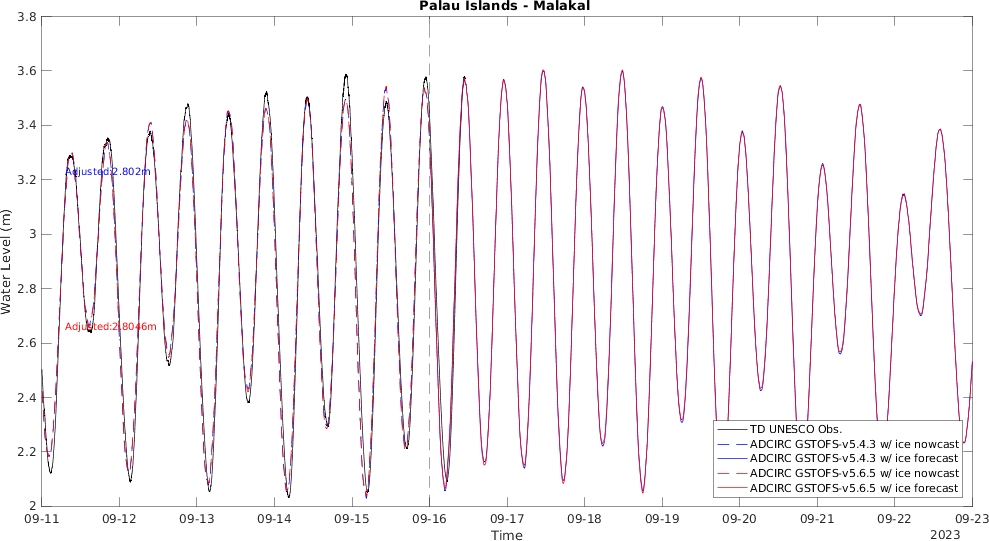 Palau Islands - Malakal
Water Level (m)
3.8
3.6
3.4
3.2
3
2.8
2.6
2.4
2.2
2
Adjusted:2.802m
Adjusted:2.8046m
TD UNESCO Obs.
ADCIRC GSTOFS-v5.4.3 w/ ice nowcast
ADCIRC GSTOFS-v5.4.3 w/ ice forecast
ADCIRC GSTOFS-v5.6.5 w/ ice nowcast
ADCIRC GSTOFS-v5.6.5 w/ ice forecast
09-11 09-12 09-13 09-14 09-15 09-16 09-17 09-18 09-19 09-20 09-21 09-22 09-23
Time
2023